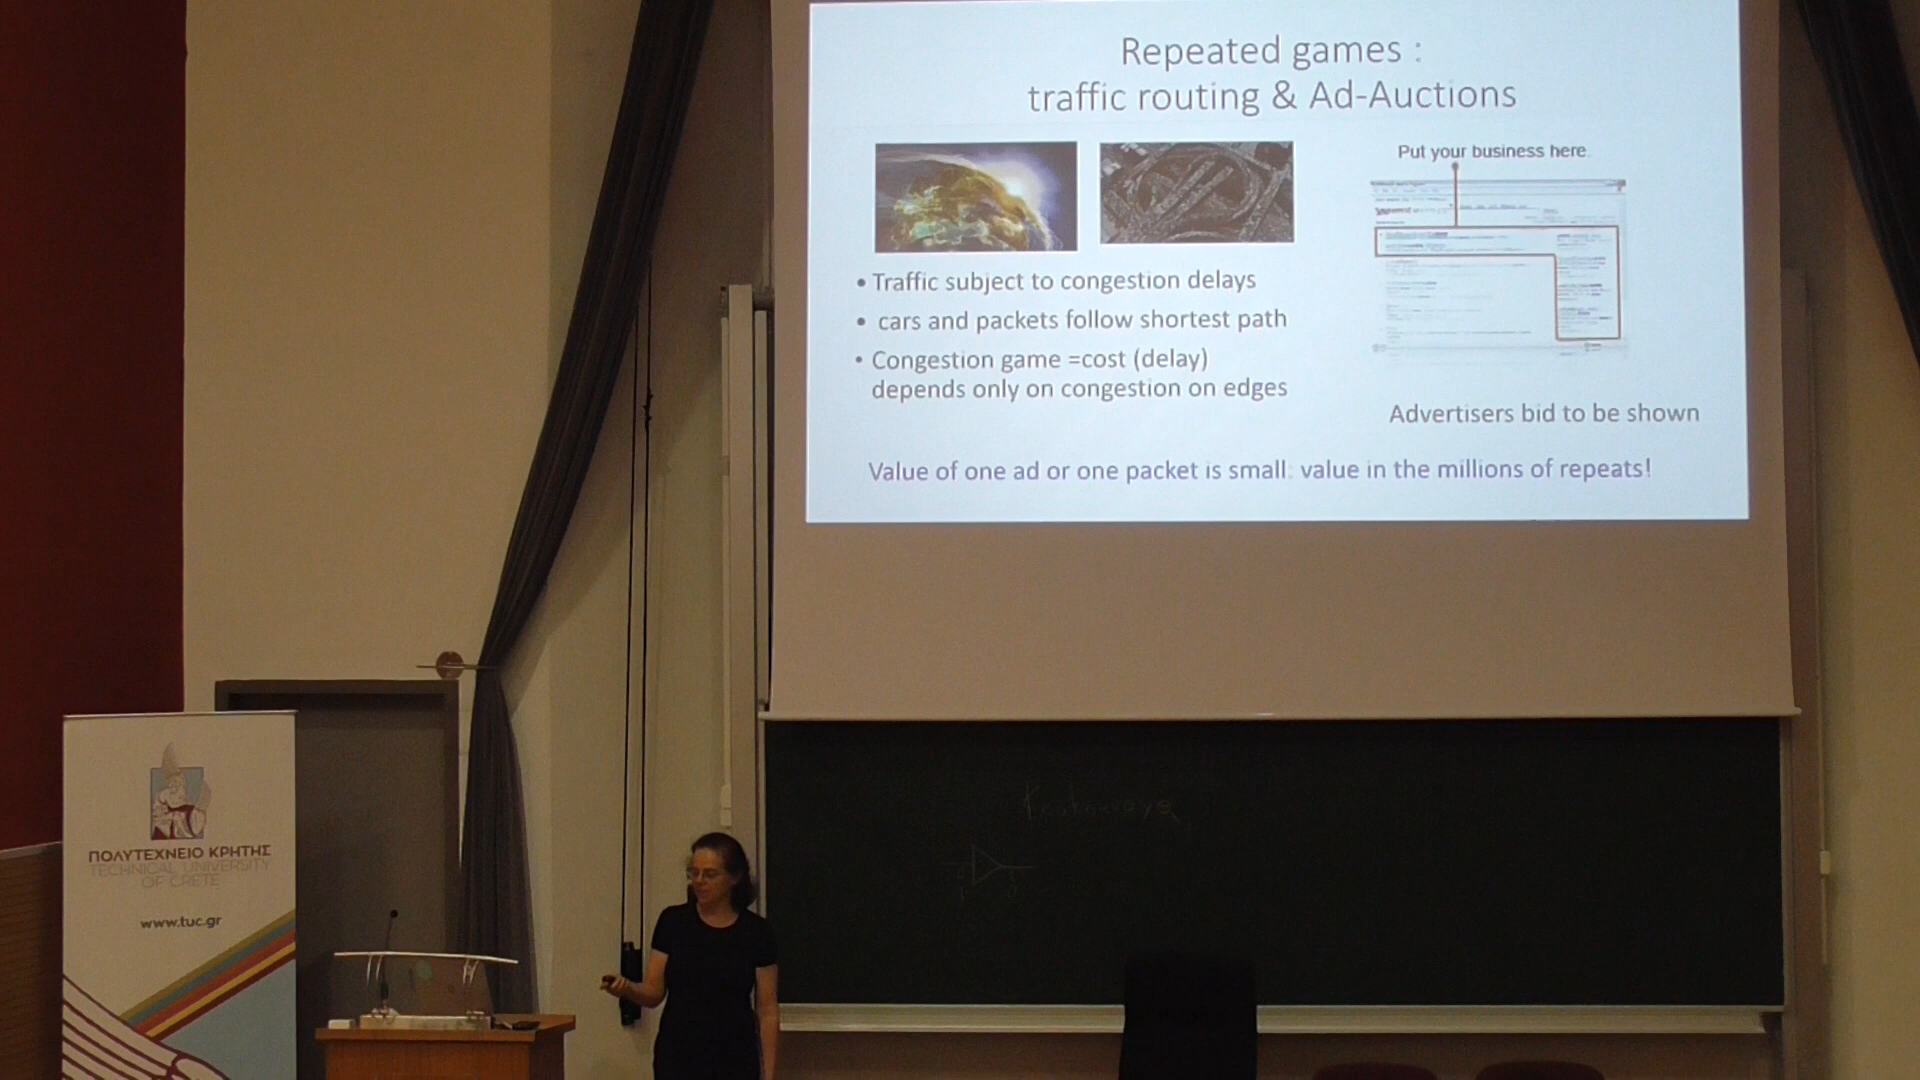 Repeated games :
traffic routing & Ad-Auctions
Put your business here
• Traffic subject to congestion delays
• cars and packets follow shortest path
• Congestion game =cost (delay)
depends only on congestion on edges
Advertisers bid to be shown
Value of one ad or one packet is small: value in the millions of repeats!
ΠΟΛΥΤΕΧΝΕΙΟ ΚΡΗΤΗΣ
TECHNICAL UNIVERSITY
OF CRETE
www.tuc.gr